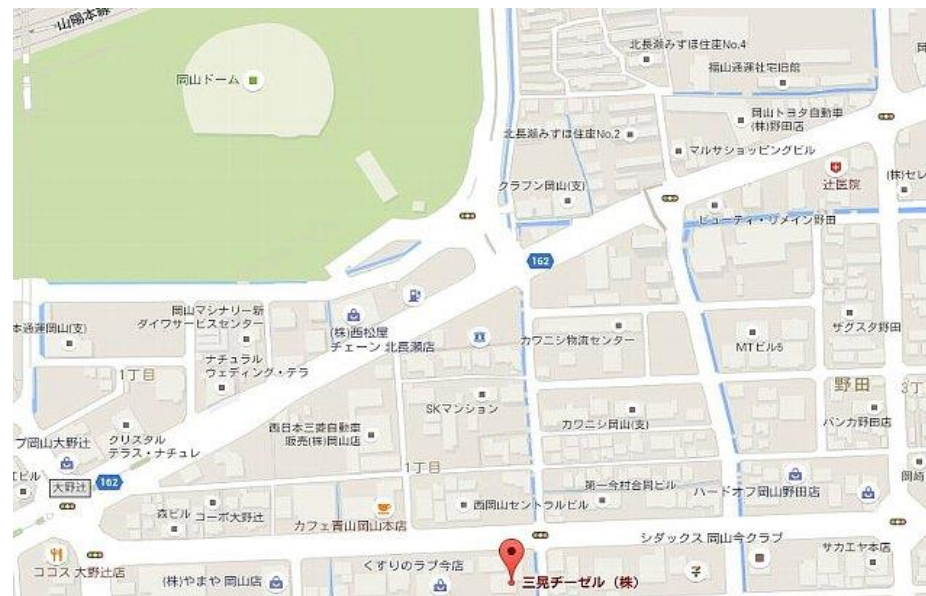 山陽本線
北長瀬みずほ住座No.4
福山通運社宅旧館
岡山ドーム
岡山トヨタ自動車
(株)野田店
北長瀬みずほ住座No.2
マルサショッピングビル
クラブン岡山(支)
辻医院
(株)セレ
ビューティ・リメイン野田
162
岡山マシナリー新
ダイワサービスセンター
本通運岡山(支)
(株)西松屋
チェーン 北長瀬店
カワニシ物流センター
ザグスタ野田
MTビル5
ナチュラル
ウェディング・テラ
1丁目
野田
3丁
SKマンション
カワニシ岡山(支)
バンカ野田店
西日本三菱自動車
販売(株)岡山店
クリスタル
テラス・ナチュレ
プ岡山大野辻
1丁目
岡崎
大野辻
162
第一今村合同ビル
ハードオフ岡山野田店
森ビル
コーポ大野辻
カフェ青山岡山本店
西岡山セントラルビル
シダックス 岡山今クラブ
サカエヤ本店
ココス 大野辻店
(株)やまや 岡山店
くすりのラブ今店
三晃ヂーゼル（株）